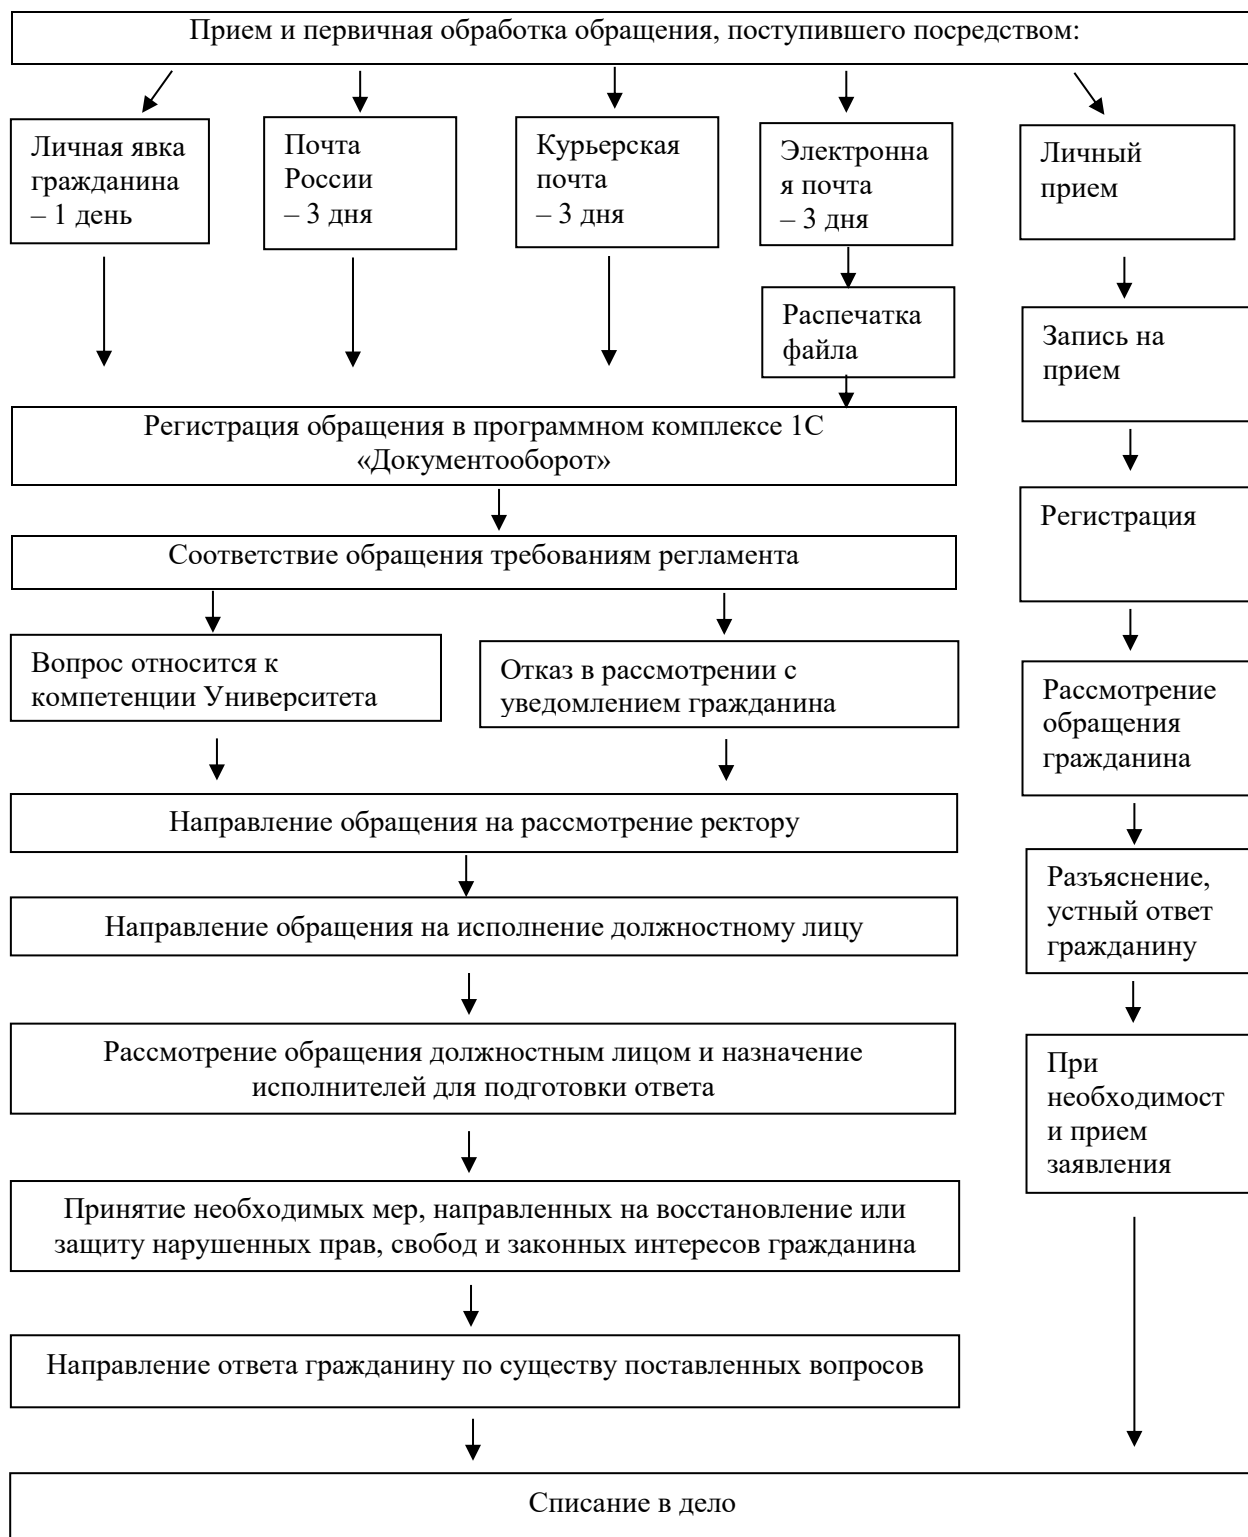 Прием и первичная обработка обращения, поступившего посредством:
Личная явка
гражданина
– 1 день
Почта
России
– 3 дня
Курьерская
почта
– 3 дня
Электронна
я почта
– 3 дня
Личный
прием
Распечатка
файла
Запись на
прием
Регистрация обращения в программном комплексе 1С
«Документооборот»
Регистрация
Соответствие обращения требованиям регламента
Вопрос относится к
компетенции Университета
Отказ в рассмотрении с
уведомлением гражданина
Рассмотрение
обращения
гражданина
Направление обращения на рассмотрение ректору
Разъяснение,
устный ответ
гражданину
Направление обращения на исполнение должностному лицу
Рассмотрение обращения должностным лицом и назначение
исполнителей для подготовки ответа
При
необходимост
и прием
заявления
Принятие необходимых мер, направленных на восстановление или
защиту нарушенных прав, свобод и законных интересов гражданина
Направление ответа гражданину по существу поставленных вопросов
Списание в дело